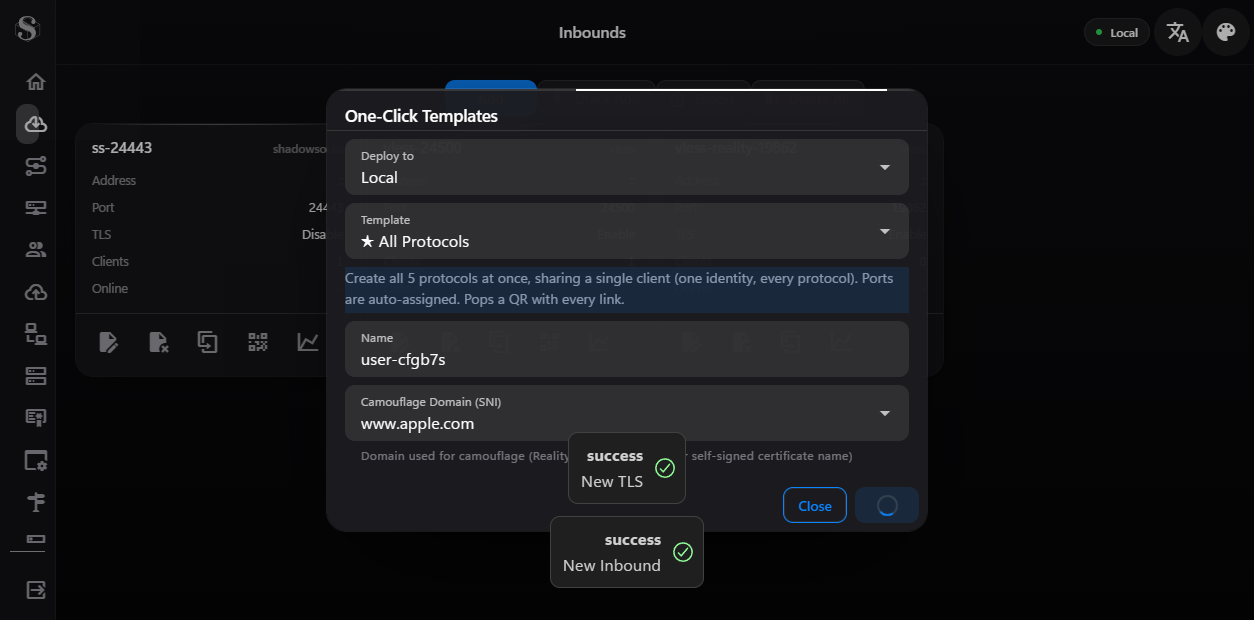 Inbounds
Local
One-Click Templates
ss-24443
Address
Port
TLS
Clients
Online
Deploy to
Local
Template
★ All Protocols
Create all 5 protocols at once, sharing a single client (one identity, every protocol). Ports
are auto-assigned. Pops a QR with every link.
Name
user-cfgb7s
Camouflage Domain (SNI)
www.apple.com
Domain used for camouflage (Reality
self-signed certificate name)
success
New TLS
Close
success
New Inbound